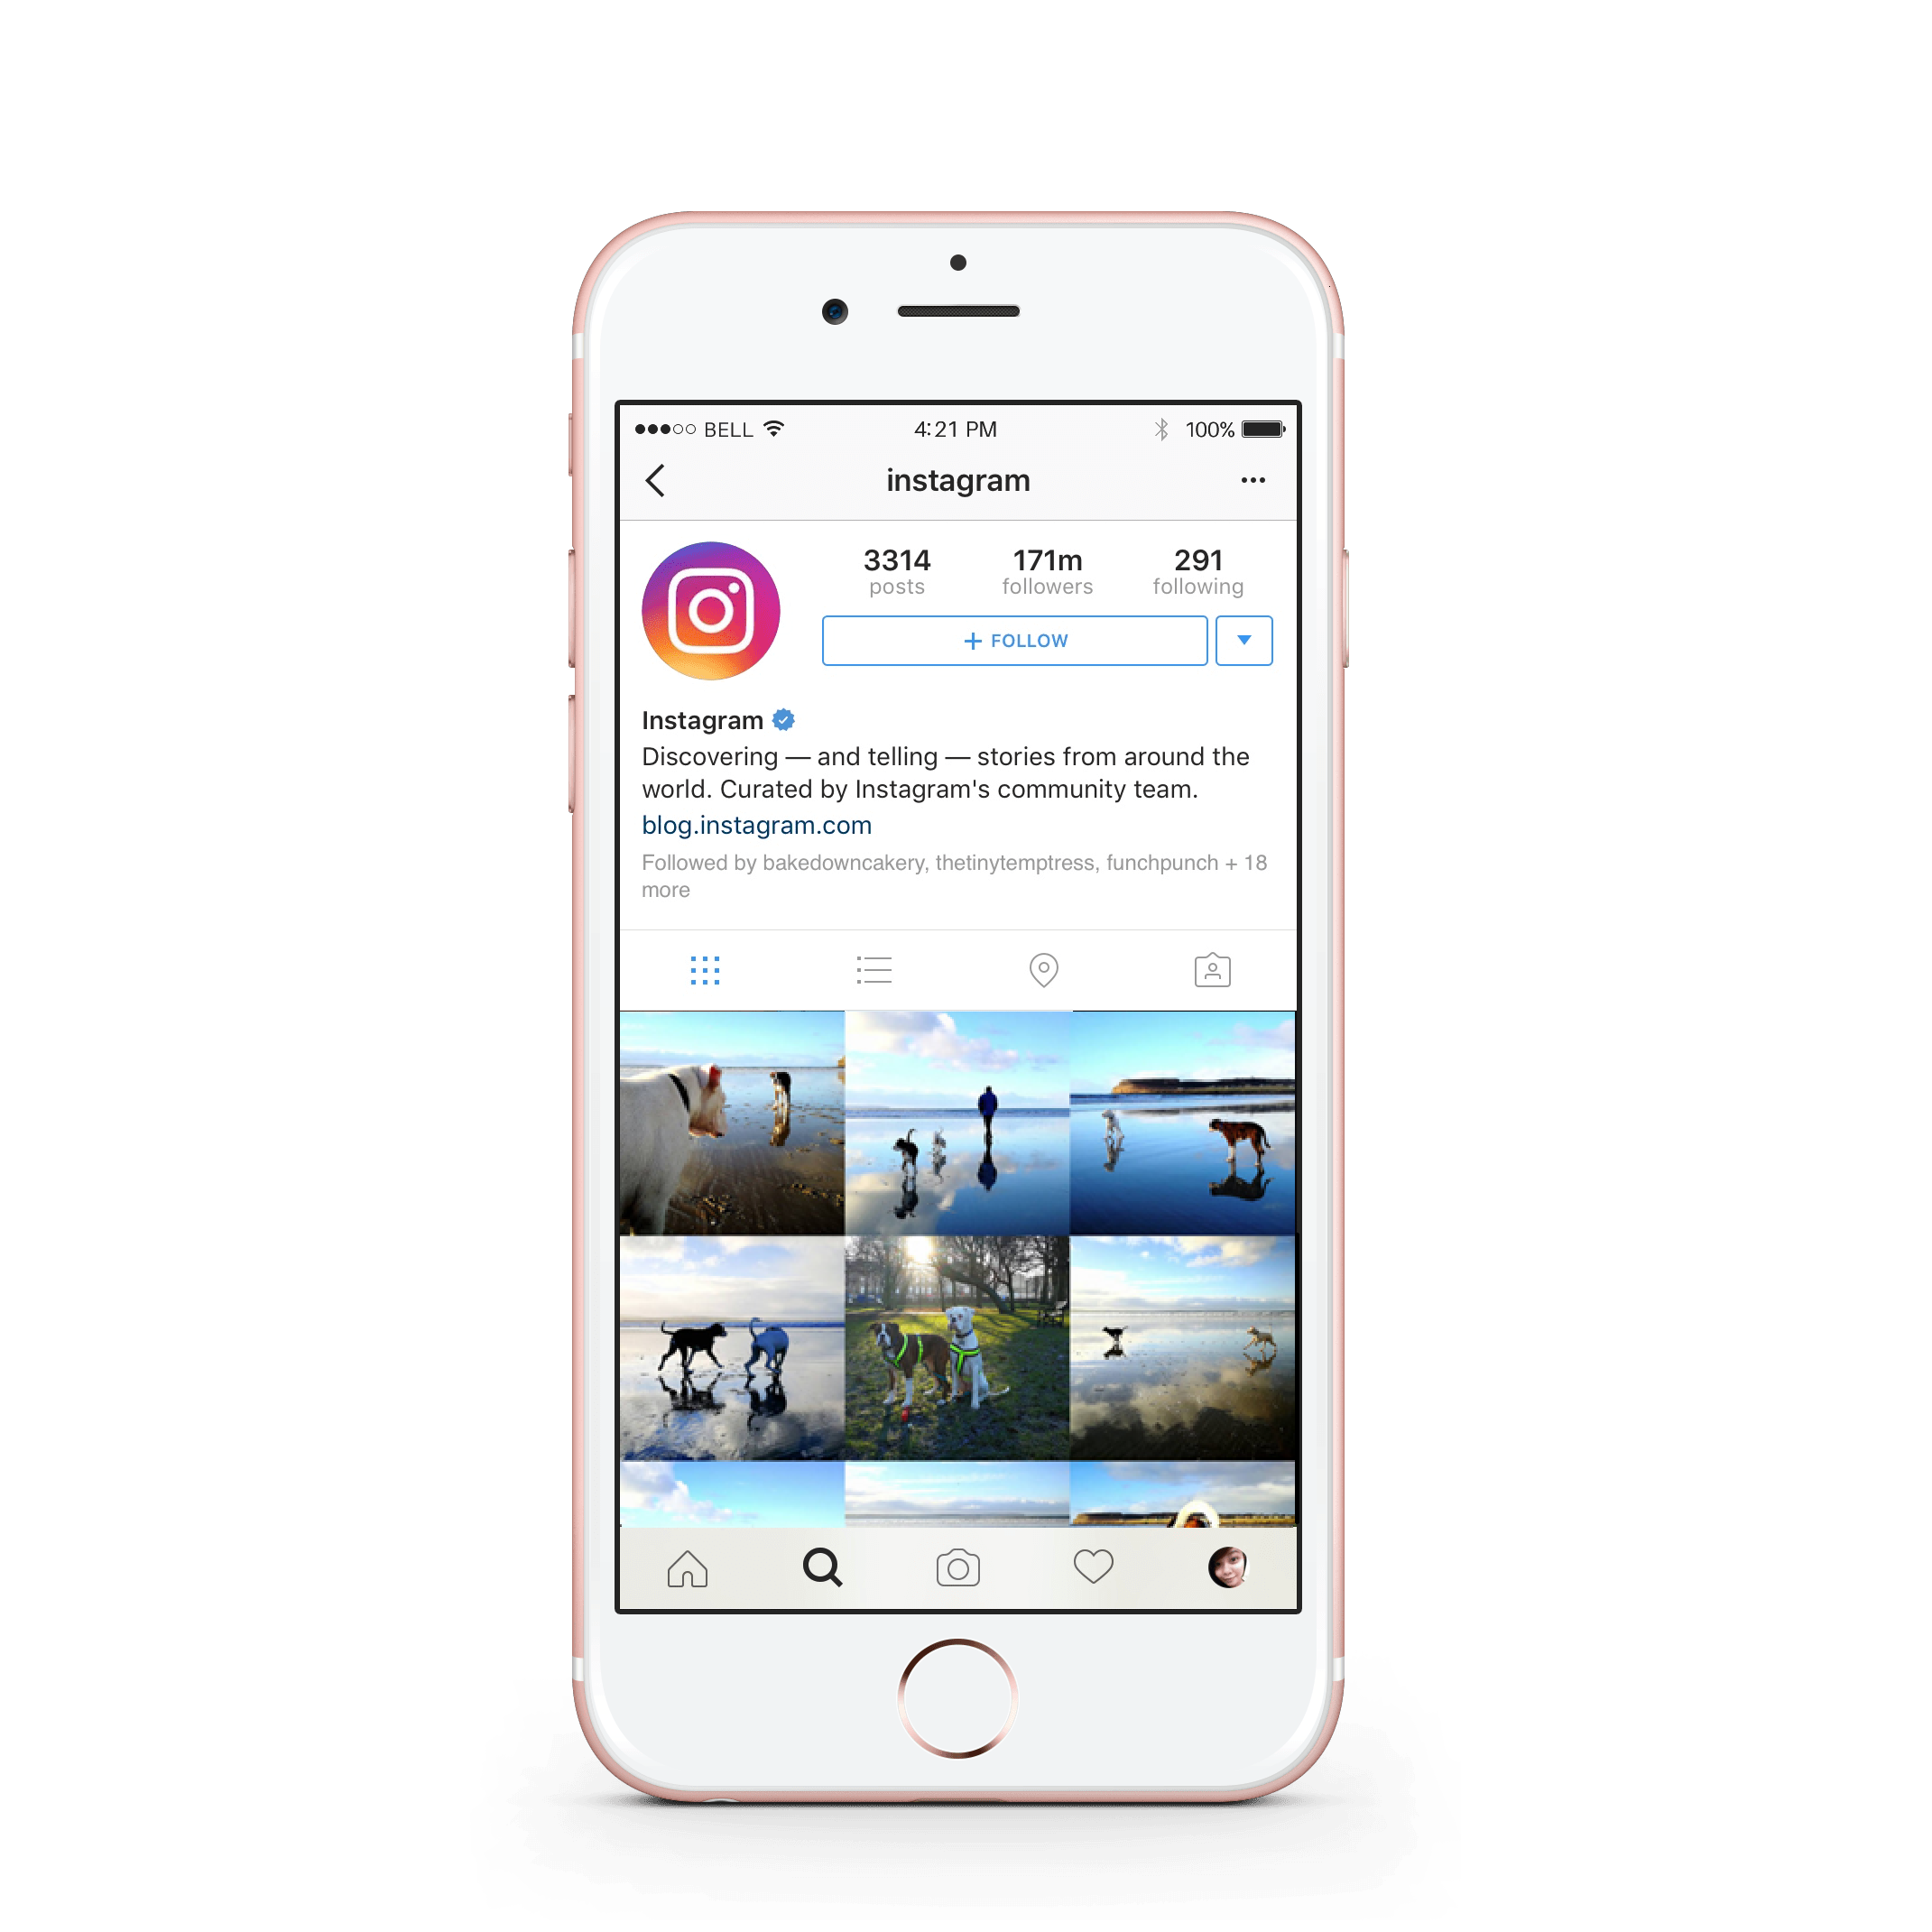 BELL 4:21 PM 100%
instagram
3314 171m 291
posts followers following
+ FOLLOW
Instagram
Discovering — and telling — stories from around the
world. Curated by Instagram's community team.
blog.instagram.com
Followed by bakedowncakery, thetinytemptress, funchpunch + 18
more